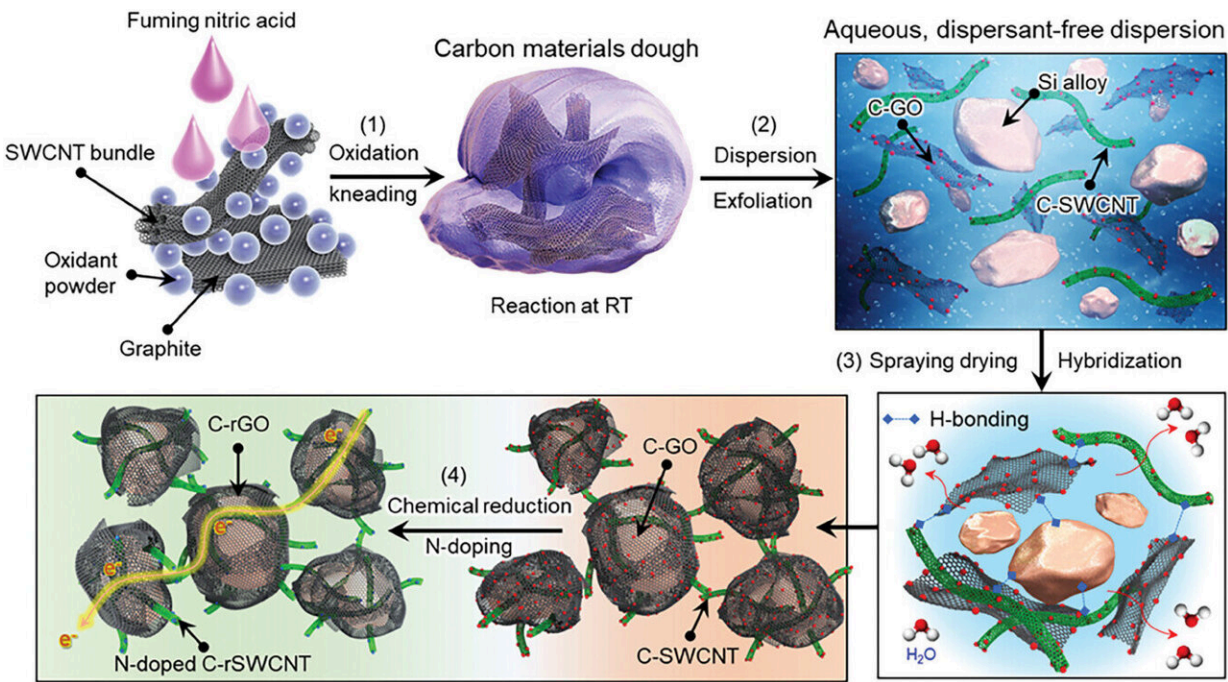 Fuming nitric acid
SWCNT bundle
Oxidant
powder
Graphite
(1)
Oxidation
kneading
Carbon materials dough
Reaction at RT
(2)
Dispersion
Exfoliation
Aqueous, dispersant-free dispersion
Si alloy
C-GO
C-SWCNT
(3) Spraying drying
Hybridization
H-bonding
H₂O
C-GO
C-SWCNT
(4)
Chemical reduction
N-doping
C-rGO
e⁻
e⁻
e⁻
e⁻
N-doped C-rSWCNT